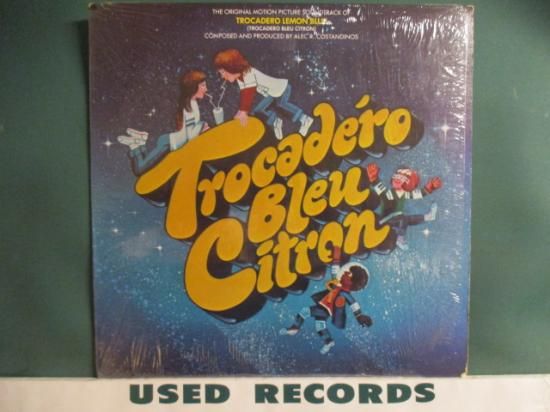 THE ORIGINAL MOTION PICTURE SOUNDTRACK OF
TROCADERO LEMON BLUE
(TROCADERO BLEU CITRON)
COMPOSED AND PRODUCED BY ALEC R. COSTANDINOS
Trocadéro
Bleu
Citron
USED RECORDS